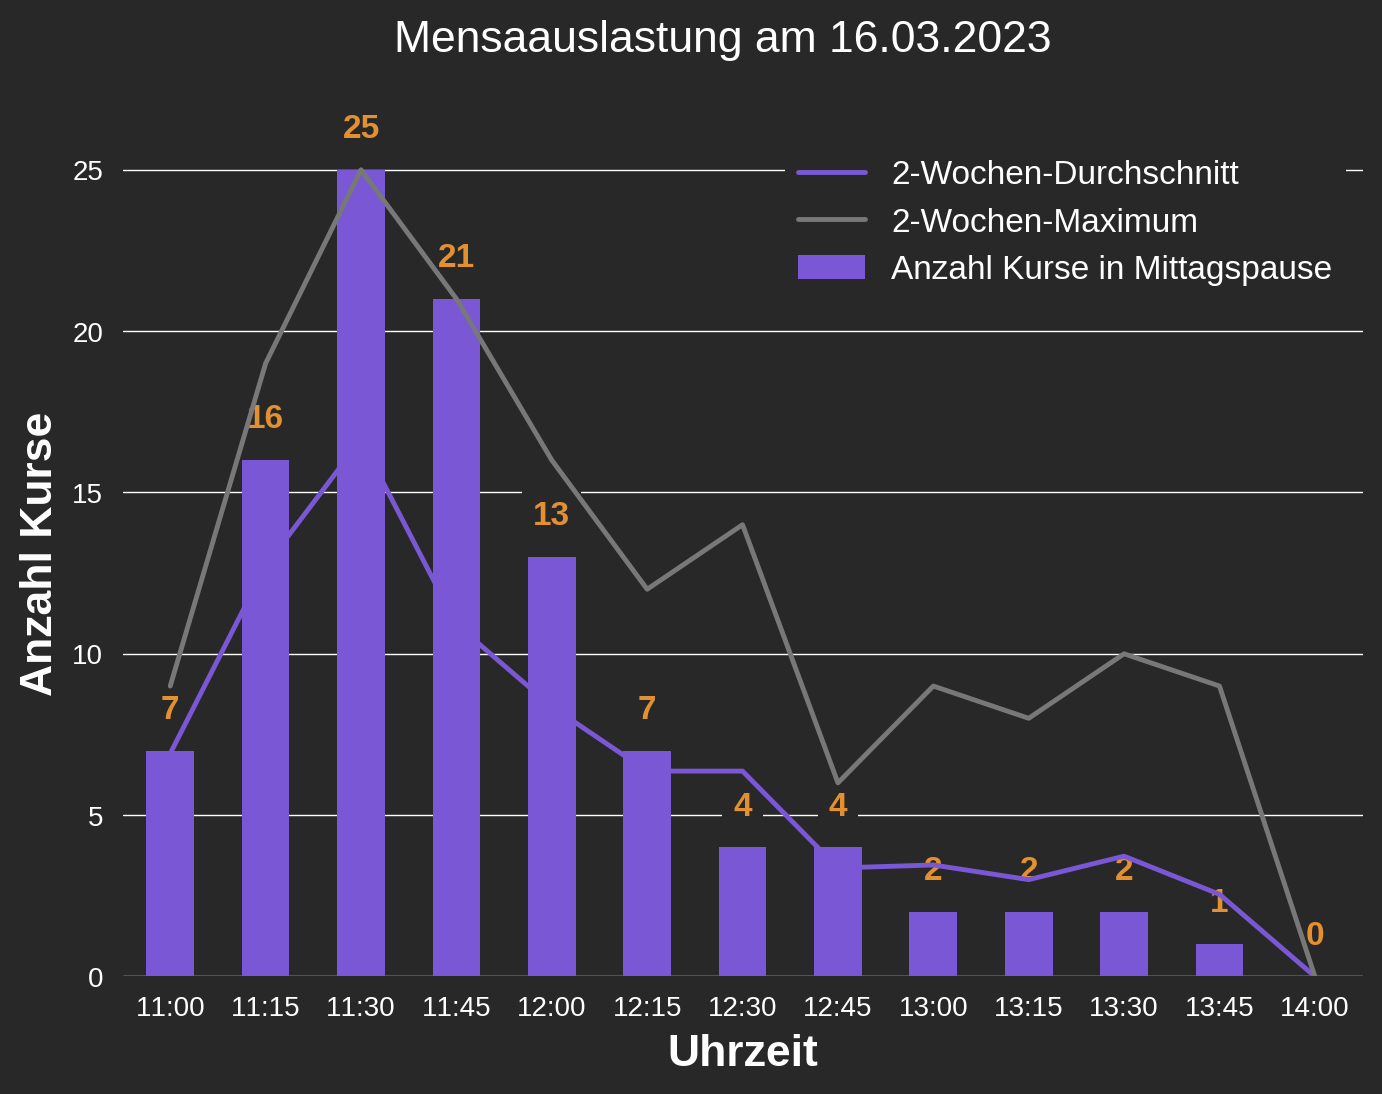 Mensaauslastung am 16.03.2023
2-Wochen-Durchschnitt
2-Wochen-Maximum
Anzahl Kurse in Mittagspause
Anzahl Kurse
25
20
15
10
5
0
7
16
25
21
13
7
4
4
2
2
2
1
0
11:00 11:15 11:30 11:45 12:00 12:15 12:30 12:45 13:00 13:15 13:30 13:45 14:00
Uhrzeit